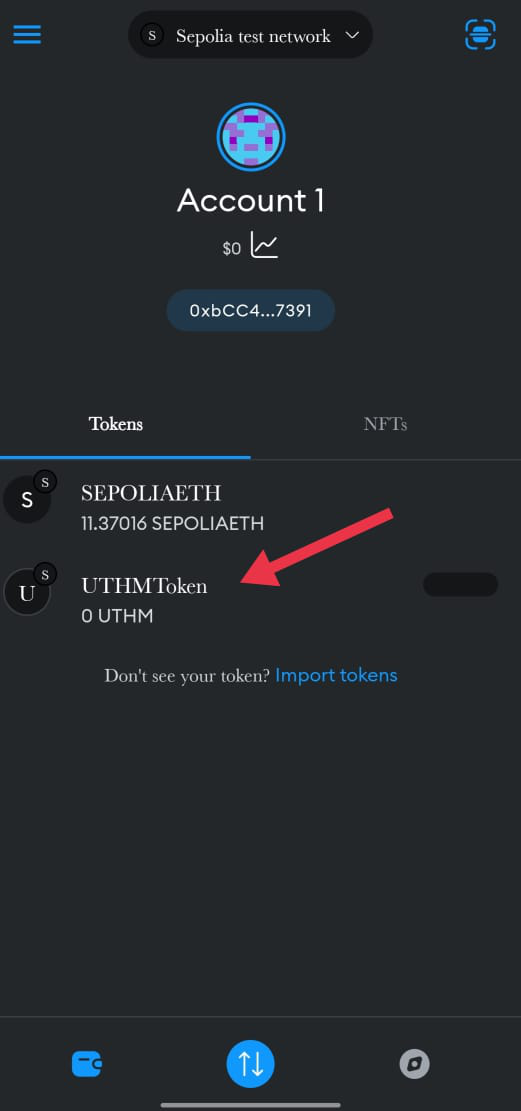 S Sepolia test network
Account 1
$0
0xbCC4...7391
Tokens NFTs
S S SEPOLIAETH
11.37016 SEPOLIAETH
U S UTHMToken
0 UTHM
Don't see your token? Import tokens